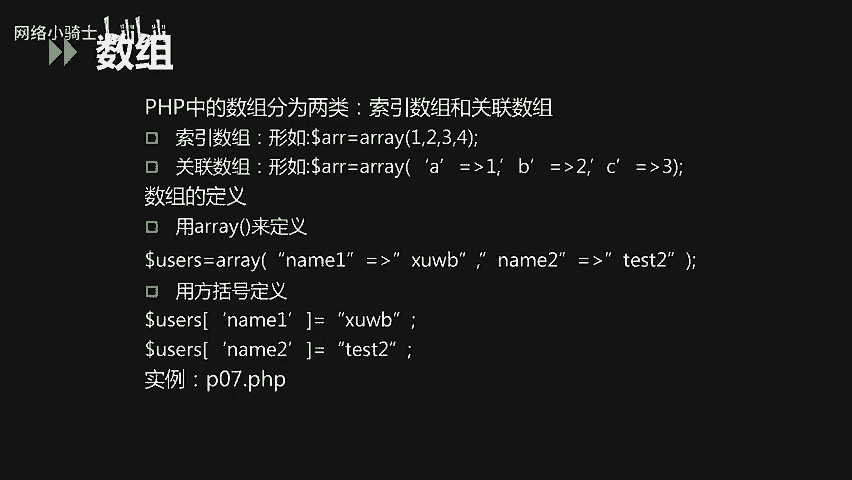 网络小骑士
数组
PHP中的数组分为两类：索引数组和关联数组
索引数组：形如:$arr=array(1,2,3,4);
关联数组：形如:$arr=array(‘a’=>1,’b’=>2,’c’=>3);
数组的定义
用array()来定义
$users=array(“name1”=>”xuwb”,“name2”=>”test2”);
用方括号定义
$users[‘name1’]=“xuwb”;
$users[‘name2’]=“test2”;
实例：p07.php